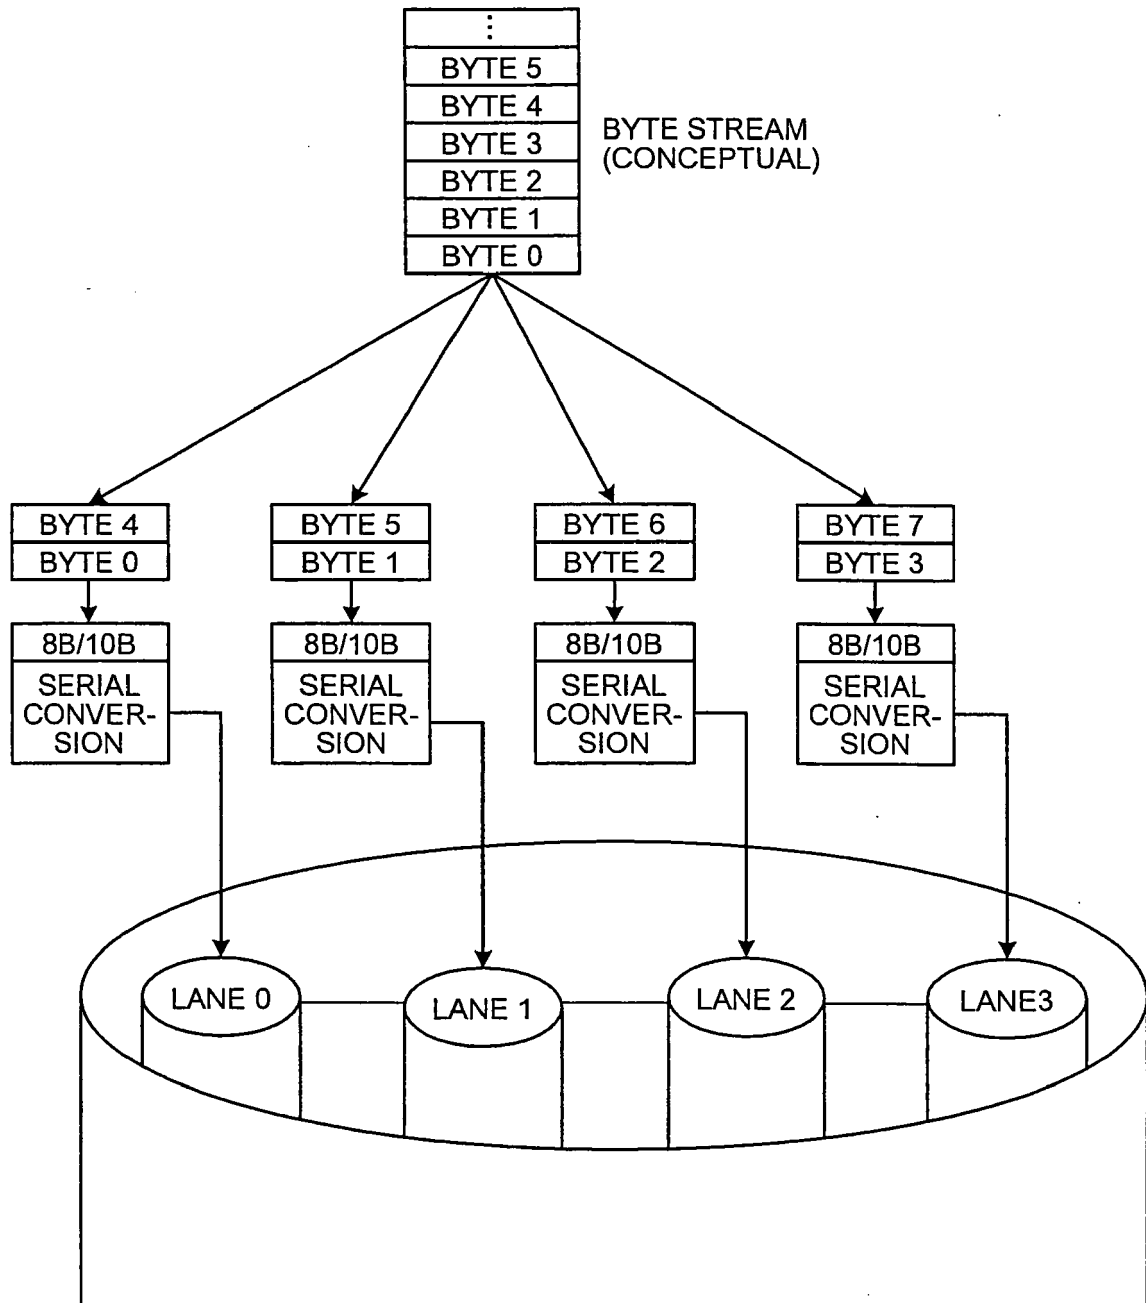 ⋮
BYTE 5
BYTE 4
BYTE 3
BYTE 2
BYTE 1
BYTE 0
BYTE STREAM
(CONCEPTUAL)
BYTE 4
BYTE 0
BYTE 5
BYTE 1
BYTE 6
BYTE 2
BYTE 7
BYTE 3
8B/10B
SERIAL
CONVER-
SION
8B/10B
SERIAL
CONVER-
SION
8B/10B
SERIAL
CONVER-
SION
8B/10B
SERIAL
CONVER-
SION
LANE 0
LANE 1
LANE 2
LANE3